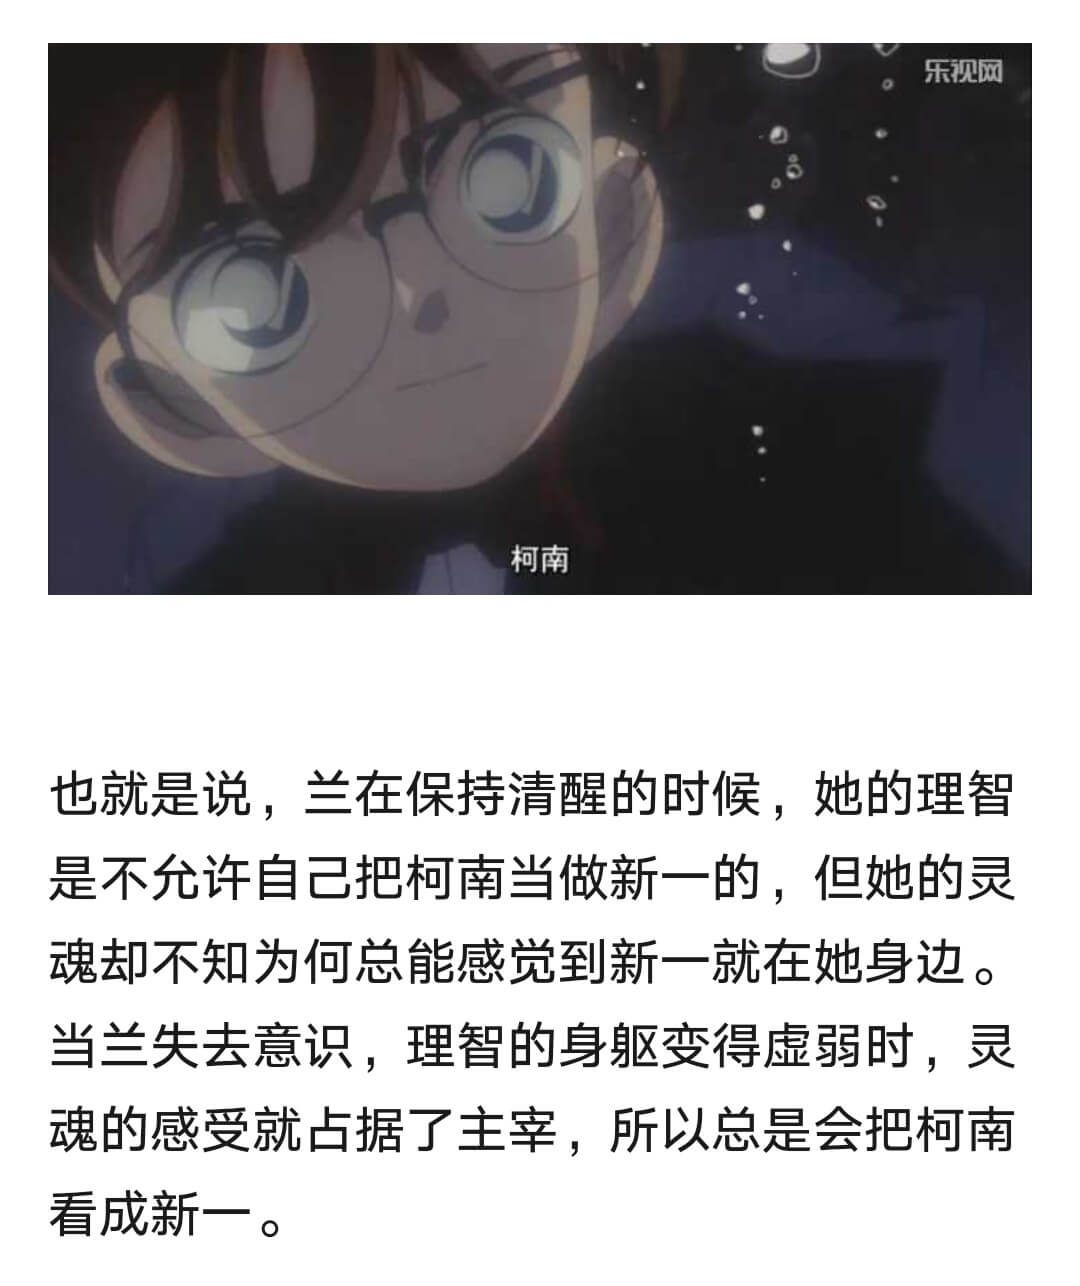 乐视网
柯南
也就是说，兰在保持清醒的时候，她的理智
是不允许自己把柯南当做新一的，但她的灵
魂却不知为何总能感觉到新一就在她身边。
当兰失去意识，理智的身躯变得虚弱时，灵
魂的感受就占据了主宰，所以总是会把柯南
看成新一。